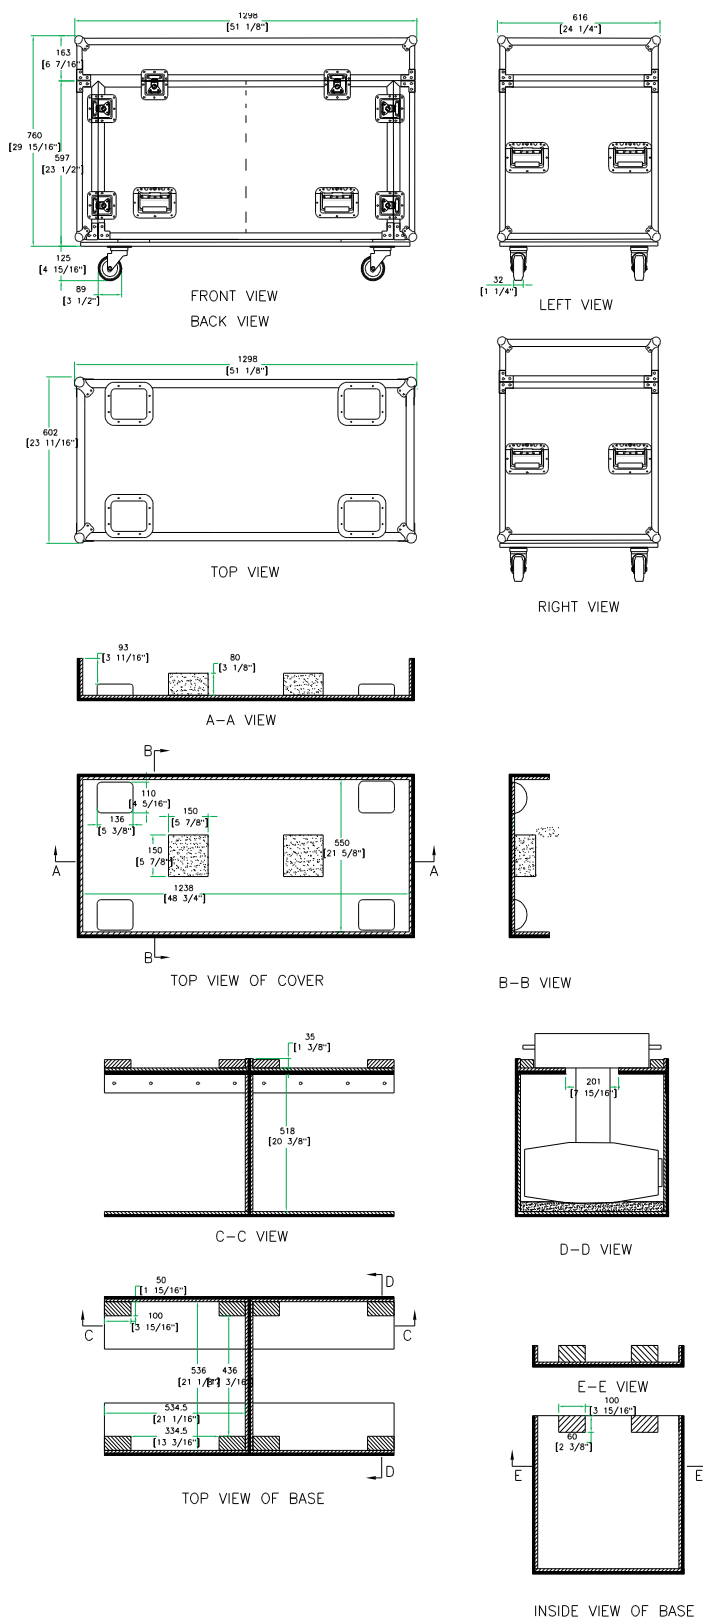 1298
[51 1/8"]
163
[6 7/16"]
760
[29 15/16"]
597
[23 1/2"]
125
[4 15/16"]
89
[3 1/2"]
FRONT VIEW
BACK VIEW
616
[24 1/4"]
32
[1 1/4"]
LEFT VIEW
1298
[51 1/8"]
602
[23 11/16"]
TOP VIEW
RIGHT VIEW
93
[3 11/16"]
80
[3 1/8"]
A-A VIEW
B
110
[4 5/16"]
136
[5 3/8"]
150
[5 7/8"]
150
[5 7/8"]
550
[21 5/8"]
A
A
1238
[48 3/4"]
B
TOP VIEW OF COVER
B-B VIEW
35
[1 3/8"]
518
[20 3/8"]
C-C VIEW
201
[7 15/16"]
D-D VIEW
50
[1 15/16"]
D
C
100
[3 15/16"]
C
536
[21 1/8"]
436
3/16"]
534.5
[21 1/16"]
334.5
[13 3/16"]
D
TOP VIEW OF BASE
E-E VIEW
100
[3 15/16"]
60
[2 3/8"]
E
E
INSIDE VIEW OF BASE